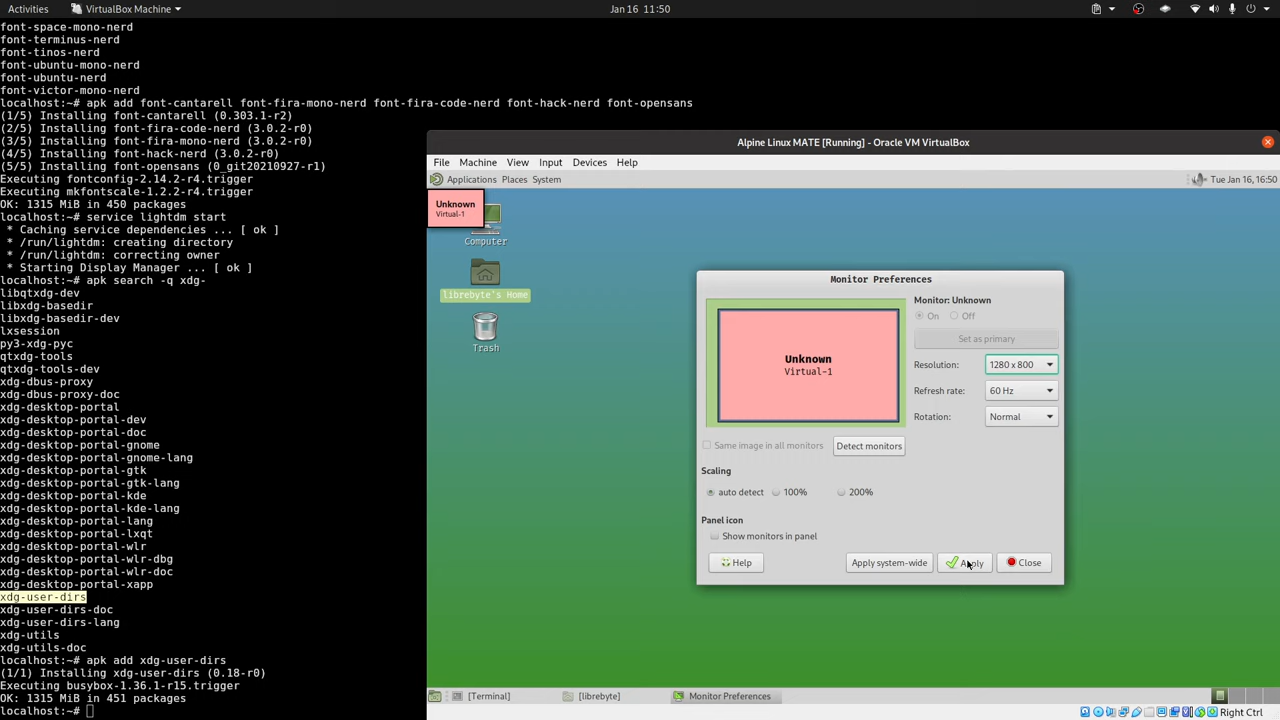 Activities
VirtualBox Machine
Jan 16 11:50
font-space-mono-nerd
font-terminus-nerd
font-tinos-nerd
font-ubuntu-mono-nerd
font-ubuntu-nerd
font-victor-mono-nerd
localhost:~# apk add font-cantarell font-fira-mono-nerd font-fira-code-nerd font-hack-nerd font-opensans
(1/5) Installing font-cantarell (0.303.1-r2)
(2/5) Installing font-fira-code-nerd (3.0.2-r0)
(3/5) Installing font-fira-mono-nerd (3.0.2-r0)
(4/5) Installing font-hack-nerd (3.0.2-r0)
(5/5) Installing font-opensans (0_git20210927-r1)
Executing fontconfig-2.14.2-r4.trigger
Executing mkfontscale-1.2.2-r4.trigger
OK: 1315 MiB in 450 packages
localhost:~# service lightdm start
* Caching service dependencies ... [ ok ]
* /run/lightdm: creating directory
* /run/lightdm: correcting owner
* Starting Display Manager ... [ ok ]
localhost:~# apk search -q xdg-
libqtxdg-dev
libxdg-basedir
libxdg-basedir-dev
lxsession
py3-xdg-pyc
qtxdg-tools
qtxdg-tools-dev
xdg-dbus-proxy
xdg-dbus-proxy-doc
xdg-desktop-portal
xdg-desktop-portal-dev
xdg-desktop-portal-doc
xdg-desktop-portal-gnome
xdg-desktop-portal-gnome-lang
xdg-desktop-portal-gtk
xdg-desktop-portal-gtk-lang
xdg-desktop-portal-kde
xdg-desktop-portal-kde-lang
xdg-desktop-portal-lang
xdg-desktop-portal-lxqt
xdg-desktop-portal-wlr
xdg-desktop-portal-wlr-dbg
xdg-desktop-portal-wlr-doc
xdg-desktop-portal-xapp
xdg-user-dirs
xdg-user-dirs-doc
xdg-user-dirs-lang
xdg-utils
xdg-utils-doc
localhost:~# apk add xdg-user-dirs
(1/1) Installing xdg-user-dirs (0.18-r0)
Executing busybox-1.36.1-r15.trigger
OK: 1315 MiB in 451 packages
localhost:~#
Alpine Linux MATE [Running] - Oracle VM VirtualBox
File Machine View Input Devices Help
Applications Places System
Tue Jan 16, 16:50
Unknown
Virtual-1
Computer
librebyte's Home
Trash
Monitor Preferences
Unknown
Virtual-1
Monitor: Unknown
On Off
Set as primary
Resolution: 1280 x 800
Refresh rate: 60 Hz
Rotation: Normal
Same image in all monitors
Detect monitors
Scaling
auto detect 100% 200%
Panel icon
Show monitors in panel
Help
Apply system-wide
Apply
Close
[Terminal]
[librebyte]
Monitor Preferences
Right Ctrl